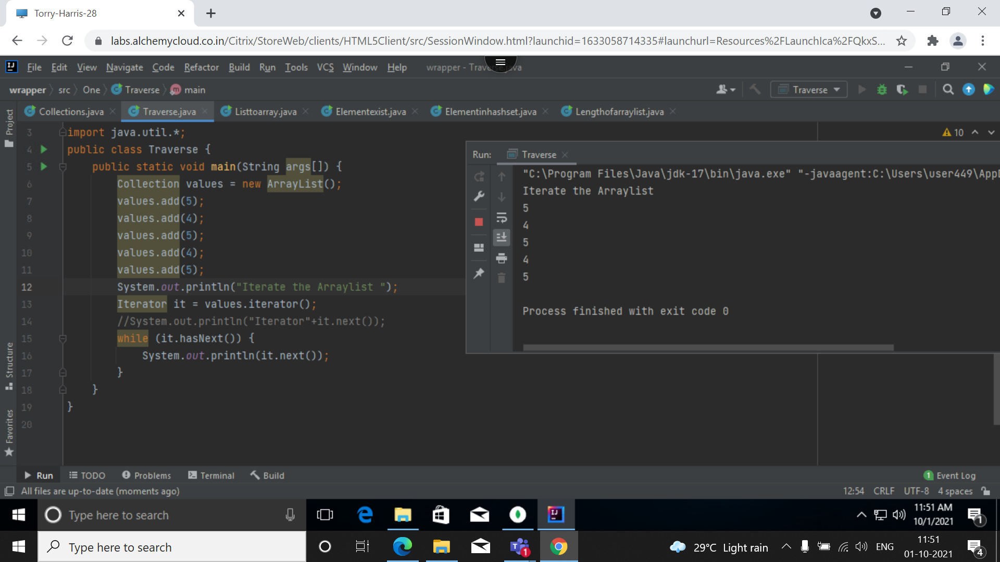 Torry-Harris-28
labs.alchemycloud.co.in/Citrix/StoreWeb/clients/HTML5Client/src/SessionWindow.html?launchid=1633058714335#launchurl=Resources%2FLaunchIca%2FQkxS...
File Edit View Navigate Code Refactor Build Run Tools VCS Window Help wrapper - Traverse.java
wrapper src One Traverse main
Traverse
Collections.java Traverse.java Listtoarray.java Elementexist.java Elementinhashset.java Lengthofarraylist.java
Project
Structure
Favorites
10
3 import java.util.*;
4 public class Traverse {
5 public static void main(String args[]) {
6 Collection values = new ArrayList();
7 values.add(5);
8 values.add(4);
9 values.add(5);
10 values.add(4);
11 values.add(5);
12 System.out.println("Iterate the Arraylist ");
13 Iterator it = values.iterator();
14 //System.out.println("Iterator"+it.next());
15 while (it.hasNext()) {
16 System.out.println(it.next());
17 }
18 }
19 }
20
Run: Traverse
"C:\Program Files\Java\jdk-17\bin\java.exe" "-javaagent:C:\Users\user449\App
Iterate the Arraylist
5
4
5
4
5
Process finished with exit code 0
Run TODO Problems Terminal Build
1 Event Log
All files are up-to-date (moments ago)
12:54 CRLF UTF-8 4 spaces
Type here to search
11:51 AM
10/1/2021
1
Type here to search
1
29°C Light rain
ENG
11:51
01-10-2021
4